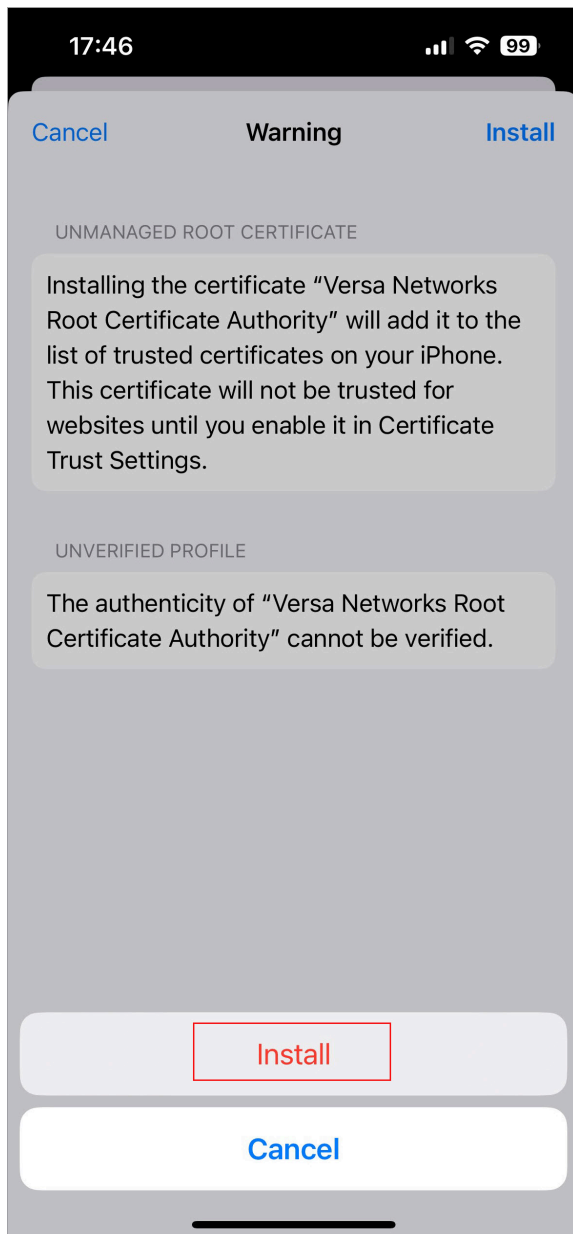 17:46
99
Cancel
Warning
Install
UNMANAGED ROOT CERTIFICATE
Installing the certificate “Versa Networks
Root Certificate Authority” will add it to the
list of trusted certificates on your iPhone.
This certificate will not be trusted for
websites until you enable it in Certificate
Trust Settings.
UNVERIFIED PROFILE
The authenticity of “Versa Networks Root
Certificate Authority” cannot be verified.
Install
Cancel